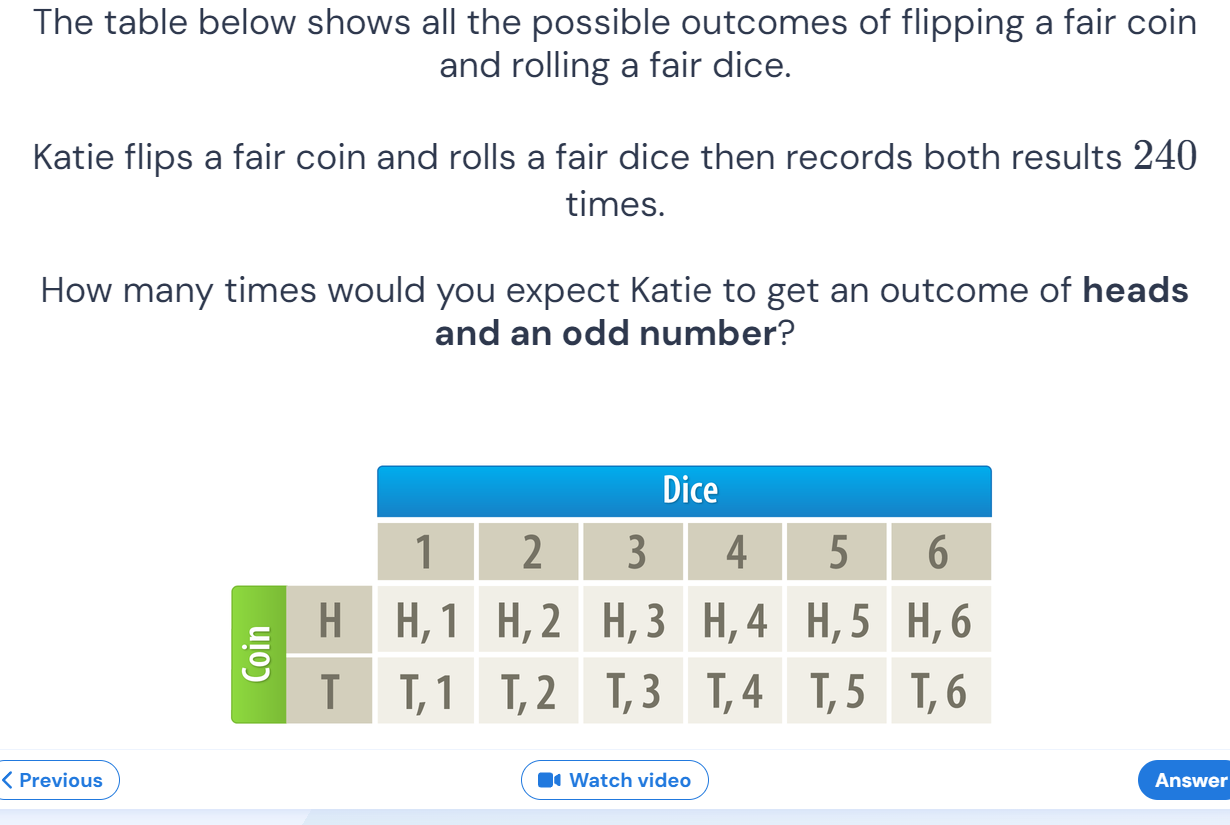 The table below shows all the possible outcomes of flipping a fair coin
and rolling a fair dice.
Katie flips a fair coin and rolls a fair dice then records both results 240
times.
How many times would you expect Katie to get an outcome of heads
and an odd number?
Dice
1 2 3 4 5 6
Coin
H H, 1 H, 2 H, 3 H, 4 H, 5 H, 6
T T, 1 T, 2 T, 3 T, 4 T, 5 T, 6
Previous Watch video Answer